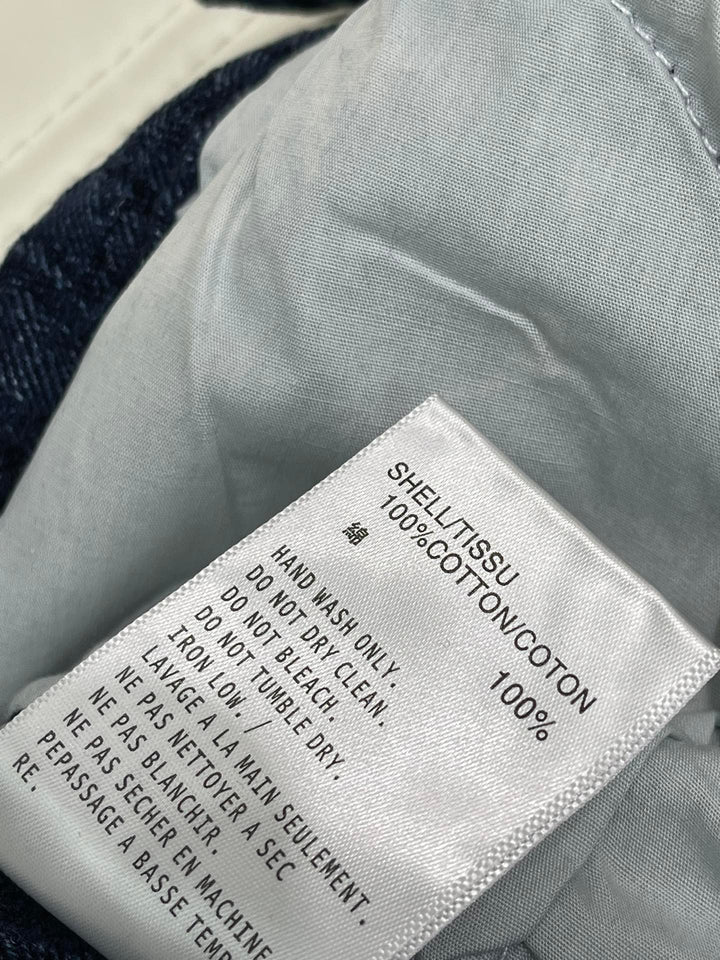 SHELL/TISSU
100%COTTON/COTON
綿 100%
HAND WASH ONLY.
DO NOT DRY CLEAN.
DO NOT BLEACH.
DO NOT TUMBLE DRY.
IRON LOW. /
LAVAGE A LA MAIN SEULEMENT.
NE PAS NETTOYER A SEC
NE PAS BLANCHIR.
NE PAS SECHER EN MACHINE
PEPASSAGE A BASSE TEMP
RE.